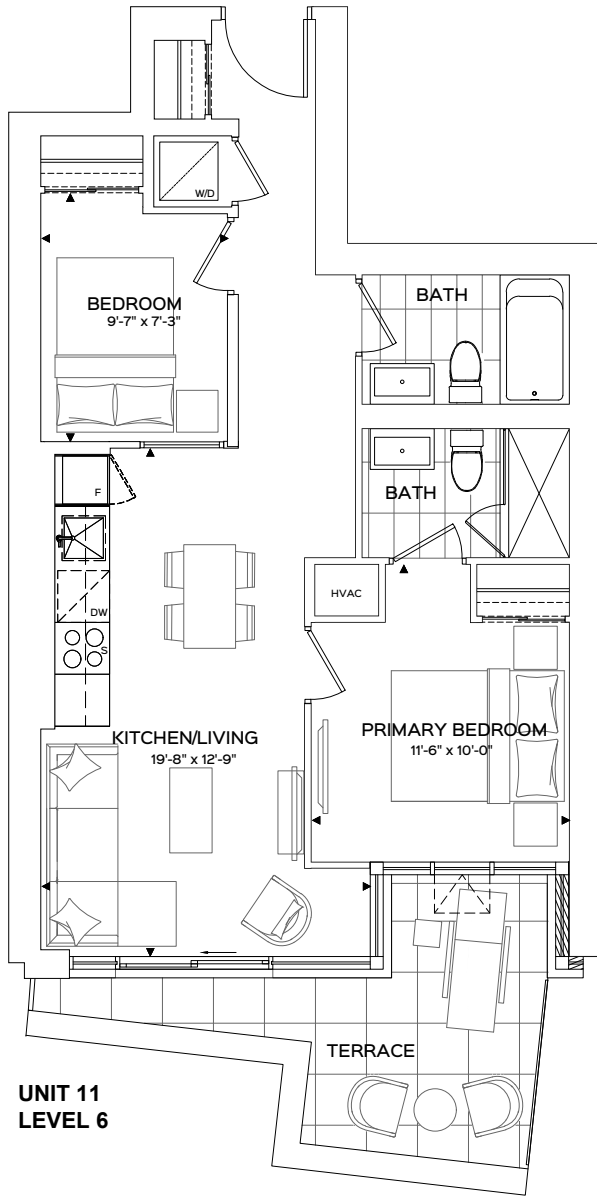 W/D
BEDROOM
9'-7" x 7'-3"
BATH
F
BATH
HVAC
DW
S
KITCHEN/LIVING
19'-8" x 12'-9"
PRIMARY BEDROOM
11'-6" x 10'-0"
TERRACE
UNIT 11
LEVEL 6